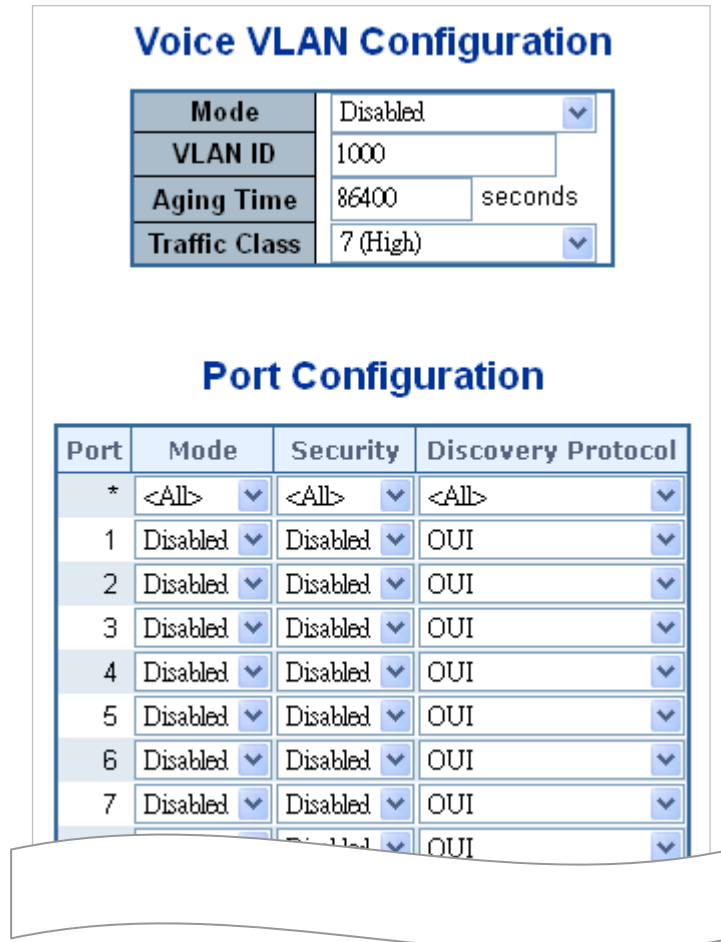 Voice VLAN Configuration
Mode Disabled
VLAN ID 1000
Aging Time 86400 seconds
Traffic Class 7 (High)
Port Configuration
Port Mode Security Discovery Protocol
* <All> <All> <All>
1 Disabled Disabled OUI
2 Disabled Disabled OUI
3 Disabled Disabled OUI
4 Disabled Disabled OUI
5 Disabled Disabled OUI
6 Disabled Disabled OUI
7 Disabled Disabled OUI
OUI